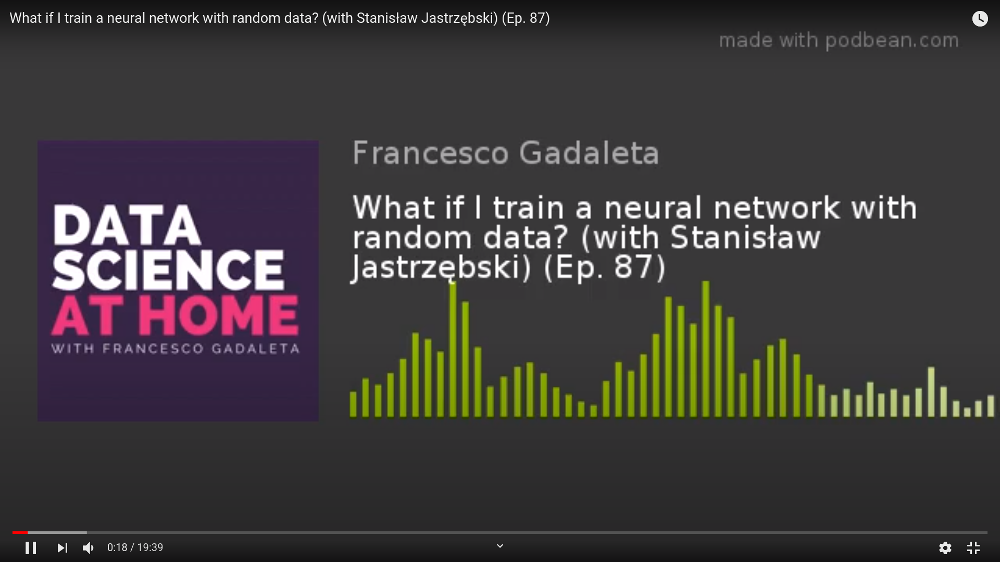 What if I train a neural network with random data? (with Stanisław Jastrzębski) (Ep. 87)
made with podbean.com
DATA
SCIENCE
AT HOME
WITH FRANCESCO GADALETA
Francesco Gadaleta
What if I train a neural network with
random data? (with Stanisław
Jastrzębski) (Ep. 87)
0:18 / 19:39